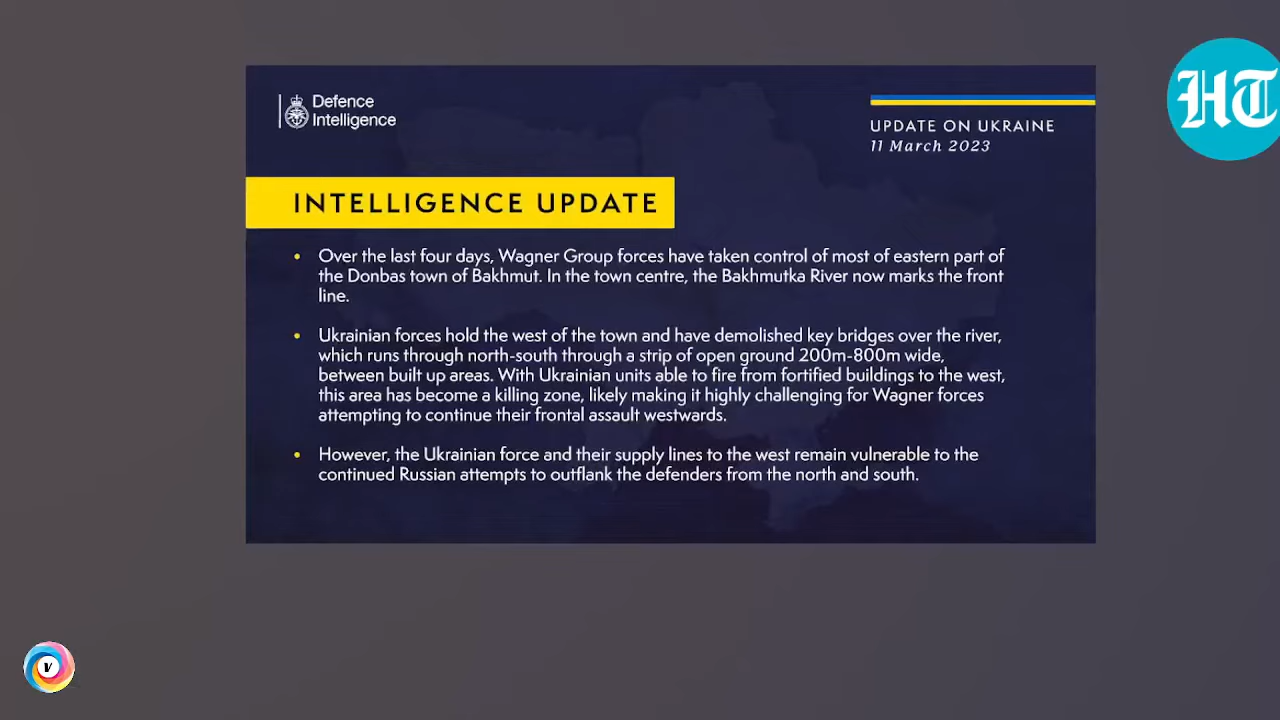 Defence
Intelligence
HT
UPDATE ON UKRAINE
11 March 2023
INTELLIGENCE UPDATE
• Over the last four days, Wagner Group forces have taken control of most of eastern part of
the Donbas town of Bakhmut. In the town centre, the Bakhmutka River now marks the front
line.
• Ukrainian forces hold the west of the town and have demolished key bridges over the river,
which runs through north-south through a strip of open ground 200m-800m wide,
between built up areas. With Ukrainian units able to fire from fortified buildings to the west,
this area has become a killing zone, likely making it highly challenging for Wagner forces
attempting to continue their frontal assault westwards.
• However, the Ukrainian force and their supply lines to the west remain vulnerable to the
continued Russian attempts to outflank the defenders from the north and south.
V